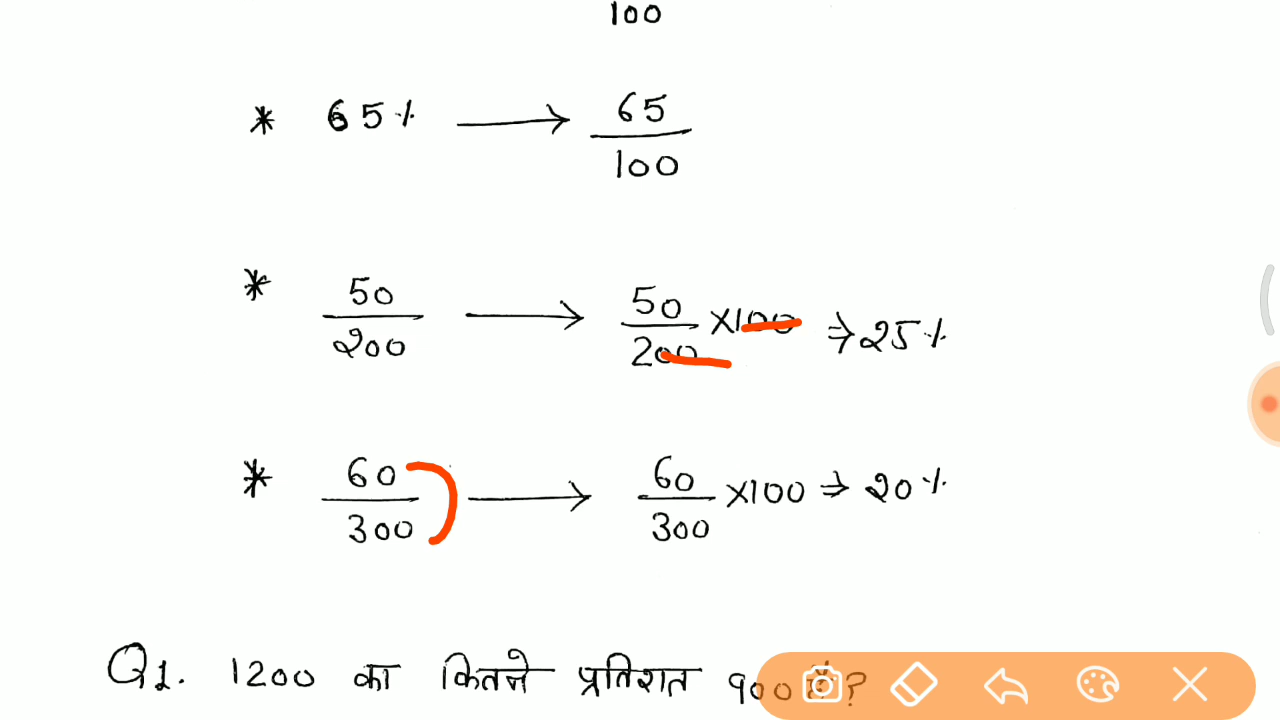 100
* 65% → 65/100
* 50/200 → 50/200 ×100 ⇒ 25%
* 60/300 → 60/300 ×100 ⇒ 20%
Q1. 1200 का कितने प्रतिशत 900 है?